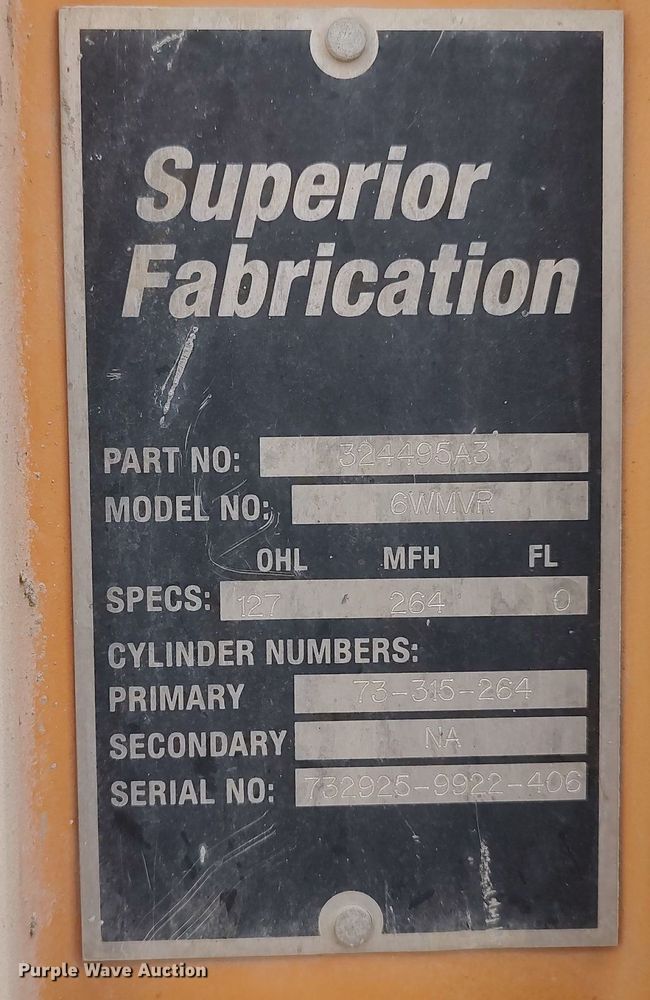 Superior
Fabrication
PART NO: 324495A3
MODEL NO: 6WMVR
OHL MFH FL
SPECS: 127 264 0
CYLINDER NUMBERS:
PRIMARY 73-315-264
SECONDARY NA
SERIAL NO: 732925-9922-406
Purple Wave Auction